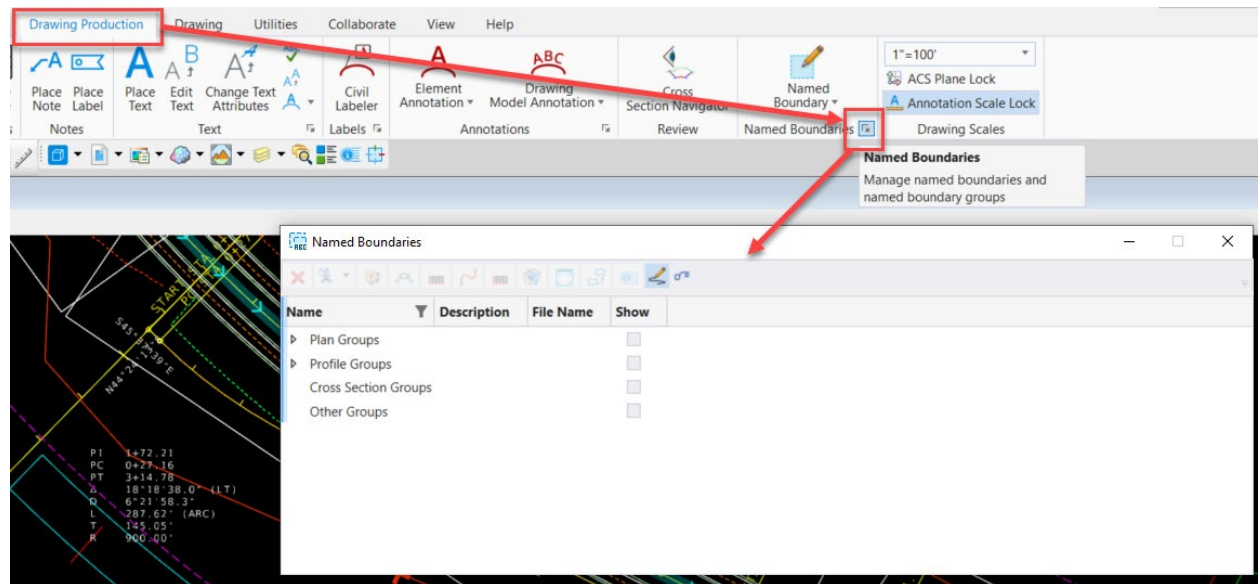 Drawing Production Drawing Utilities Collaborate View Help
Place Note
Place Label
Place Text
Edit Text
Change Text Attributes
Civil Labeler
Element Annotation
Drawing Model Annotation
Cross Section Navigator
Named Boundary
1"=100'
ACS Plane Lock
Annotation Scale Lock
Notes Text Labels Annotations Review Named Boundaries Drawing Scales
Named Boundaries
Manage named boundaries and
named boundary groups
Named Boundaries
Name Description File Name Show
Plan Groups
Profile Groups
Cross Section Groups
Other Groups
PI 1+72.21
PC 0+27.16
PT 3+14.78
Δ 18°18'38.0" (LT)
D 6°21'58.3"
L 287.62' (ARC)
T 145.05'
R 900.00'